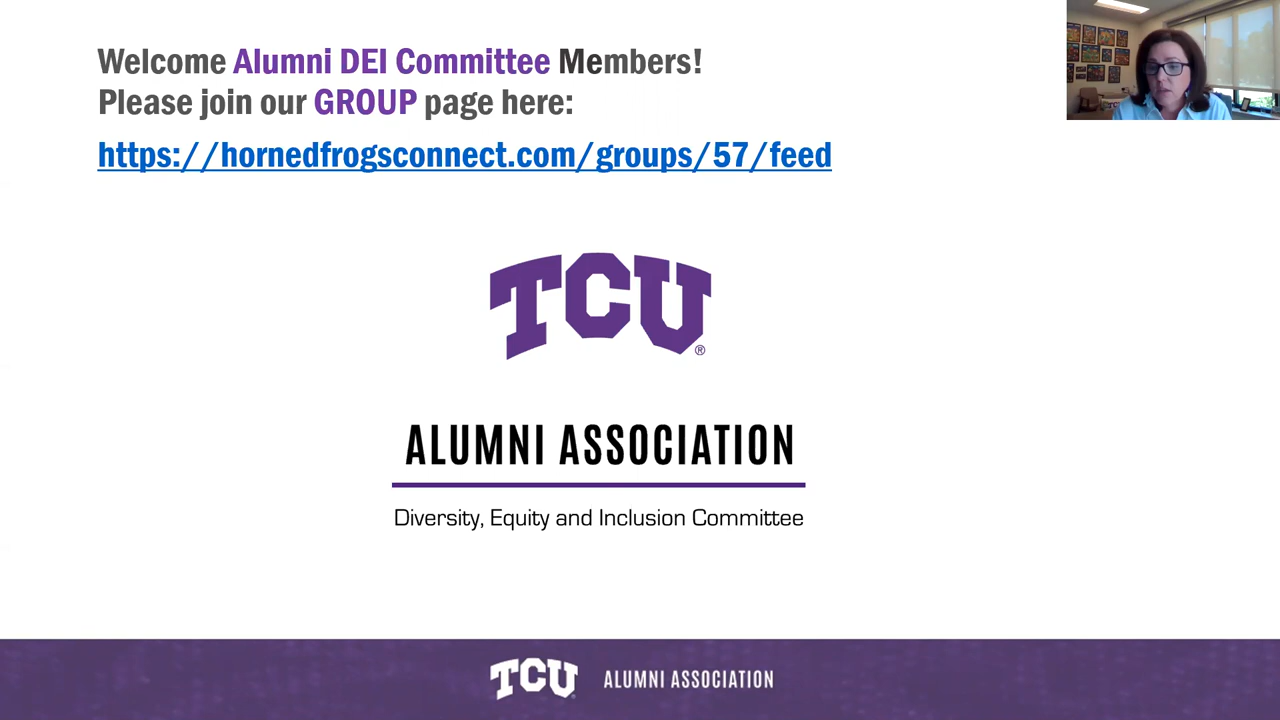 Welcome Alumni DEI Committee Members!
Please join our GROUP page here:
https://hornedfrogsconnect.com/groups/57/feed
TCU®
ALUMNI ASSOCIATION
Diversity, Equity and Inclusion Committee
TCU ALUMNI ASSOCIATION